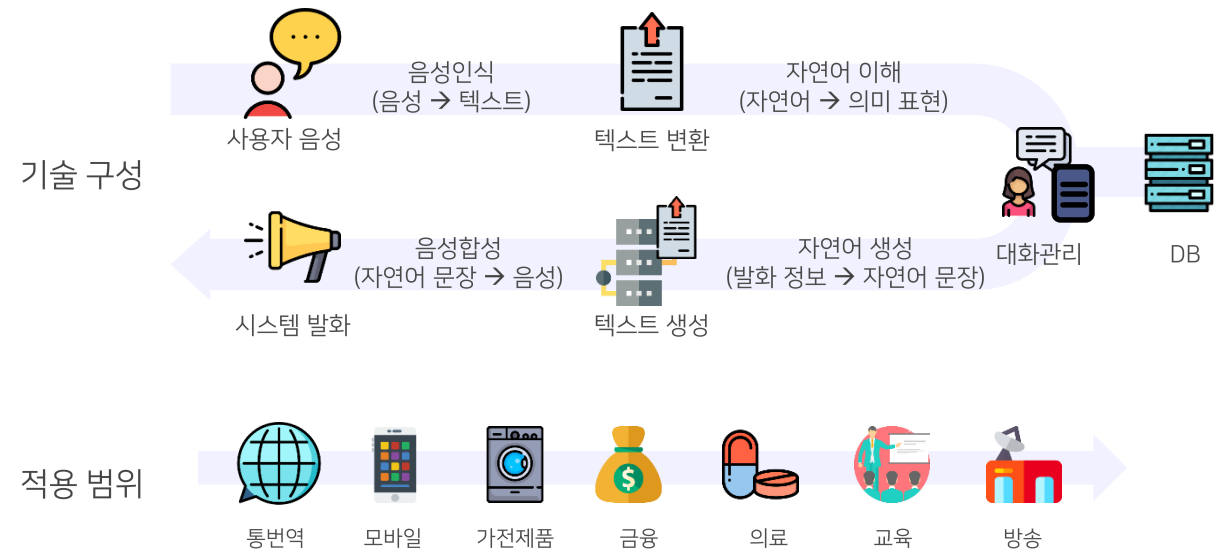 기술 구성
사용자 음성
음성인식
(음성 → 텍스트)
텍스트 변환
자연어 이해
(자연어 → 의미 표현)
대화관리
DB
자연어 생성
(발화 정보 → 자연어 문장)
텍스트 생성
음성합성
(자연어 문장 → 음성)
시스템 발화
적용 범위
$
통번역
모바일
가전제품
금융
의료
교육
방송